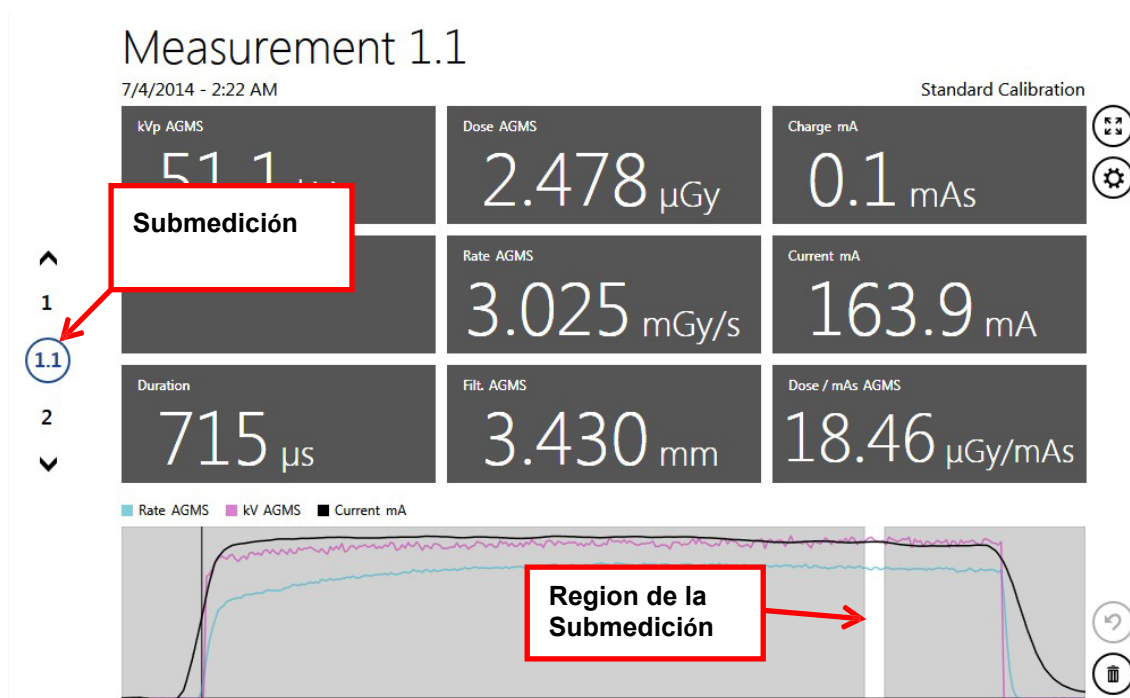 Measurement 1.1
7/4/2014 - 2:22 AM
Standard Calibration
kVp AGMS
51.1
Dose AGMS
2.478 µGy
Charge mA
0.1 mAs
Submedición
Rate AGMS
3.025 mGy/s
Current mA
163.9 mA
1
1.1
2
Duration
715 µs
Filt. AGMS
3.430 mm
Dose / mAs AGMS
18.46 µGy/mAs
Rate AGMS
kV AGMS
Current mA
Region de la
Submedición